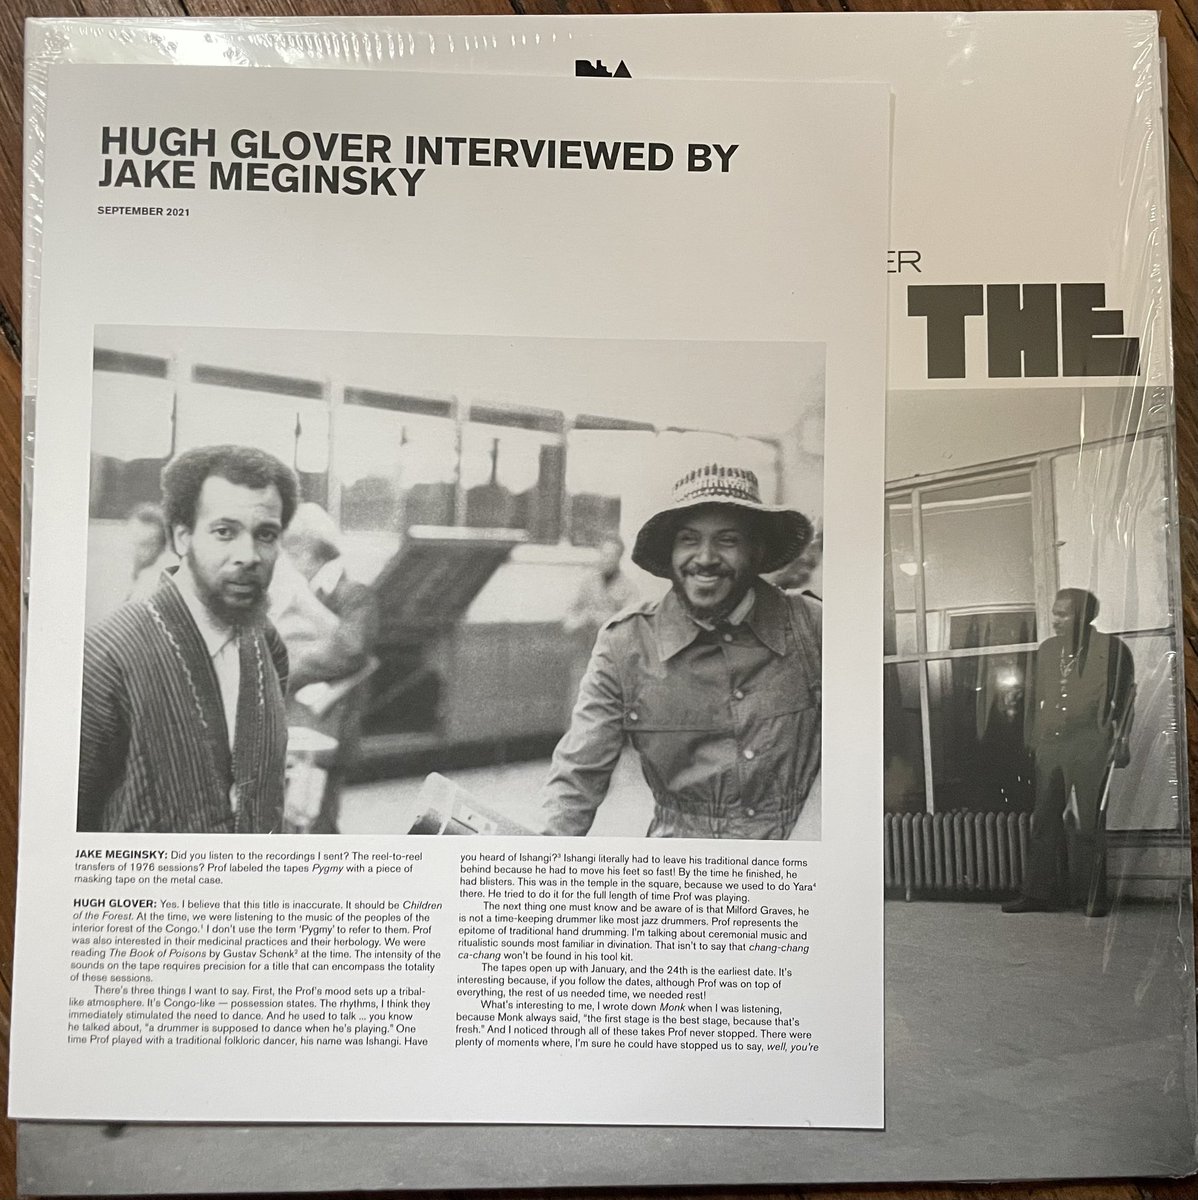 HUGH GLOVER INTERVIEWED BY
JAKE MEGINSKY
SEPTEMBER 2021
ER
THE
JAKE MEGINSKY: Did you listen to the recordings I sent? The reel-to-reel
transfers of 1976 sessions? Prof labeled the tapes Pygmy with a piece of
masking tape on the metal case.
HUGH GLOVER: Yes. I believe that this title is inaccurate. It should be Children
of the Forest. At the time, we were listening to the music of the peoples of the
interior forest of the Congo.¹ I don't use the term 'Pygmy' to refer to them. Prof
was also interested in their medicinal practices and their herbology. We were
reading The Book of Poisons by Gustav Schenk² at the time. The intensity of the
sounds on the tape requires precision for a title that can encompass the totality
of these sessions.
There's three things I want to say. First, the Prof's mood sets up a tribal-
like atmosphere. It's Congo-like — possession states. The rhythms, I think they
immediately stimulated the need to dance. And he used to talk ... you know
he talked about, "a drummer is supposed to dance when he's playing." One
time Prof played with a traditional folkloric dancer, his name was Ishangi. Have
you heard of Ishangi?³ Ishangi literally had to leave his traditional dance forms
behind because he had to move his feet so fast! By the time he finished, he
had blisters. This was in the temple in the square, because we used to do Yara⁴
there. He tried to do it for the full length of time Prof was playing.
The next thing one must know and be aware of is that Milford Graves, he
is not a time-keeping drummer like most jazz drummers. Prof represents the
epitome of traditional hand drumming. I'm talking about ceremonial music and
ritualistic sounds most familiar in divination. That isn't to say that chang-chang
ca-chang won't be found in his tool kit.
The tapes open up with January, and the 24th is the earliest date. It's
interesting because, if you follow the dates, although Prof was on top of
everything, the rest of us needed time, we needed rest!
What's interesting to me, I wrote down Monk when I was listening,
because Monk always said, "the first stage is the best stage, because that's
fresh." And I noticed through all of these takes Prof never stopped. There were
plenty of moments where, I'm sure he could have stopped us to say, well, you're